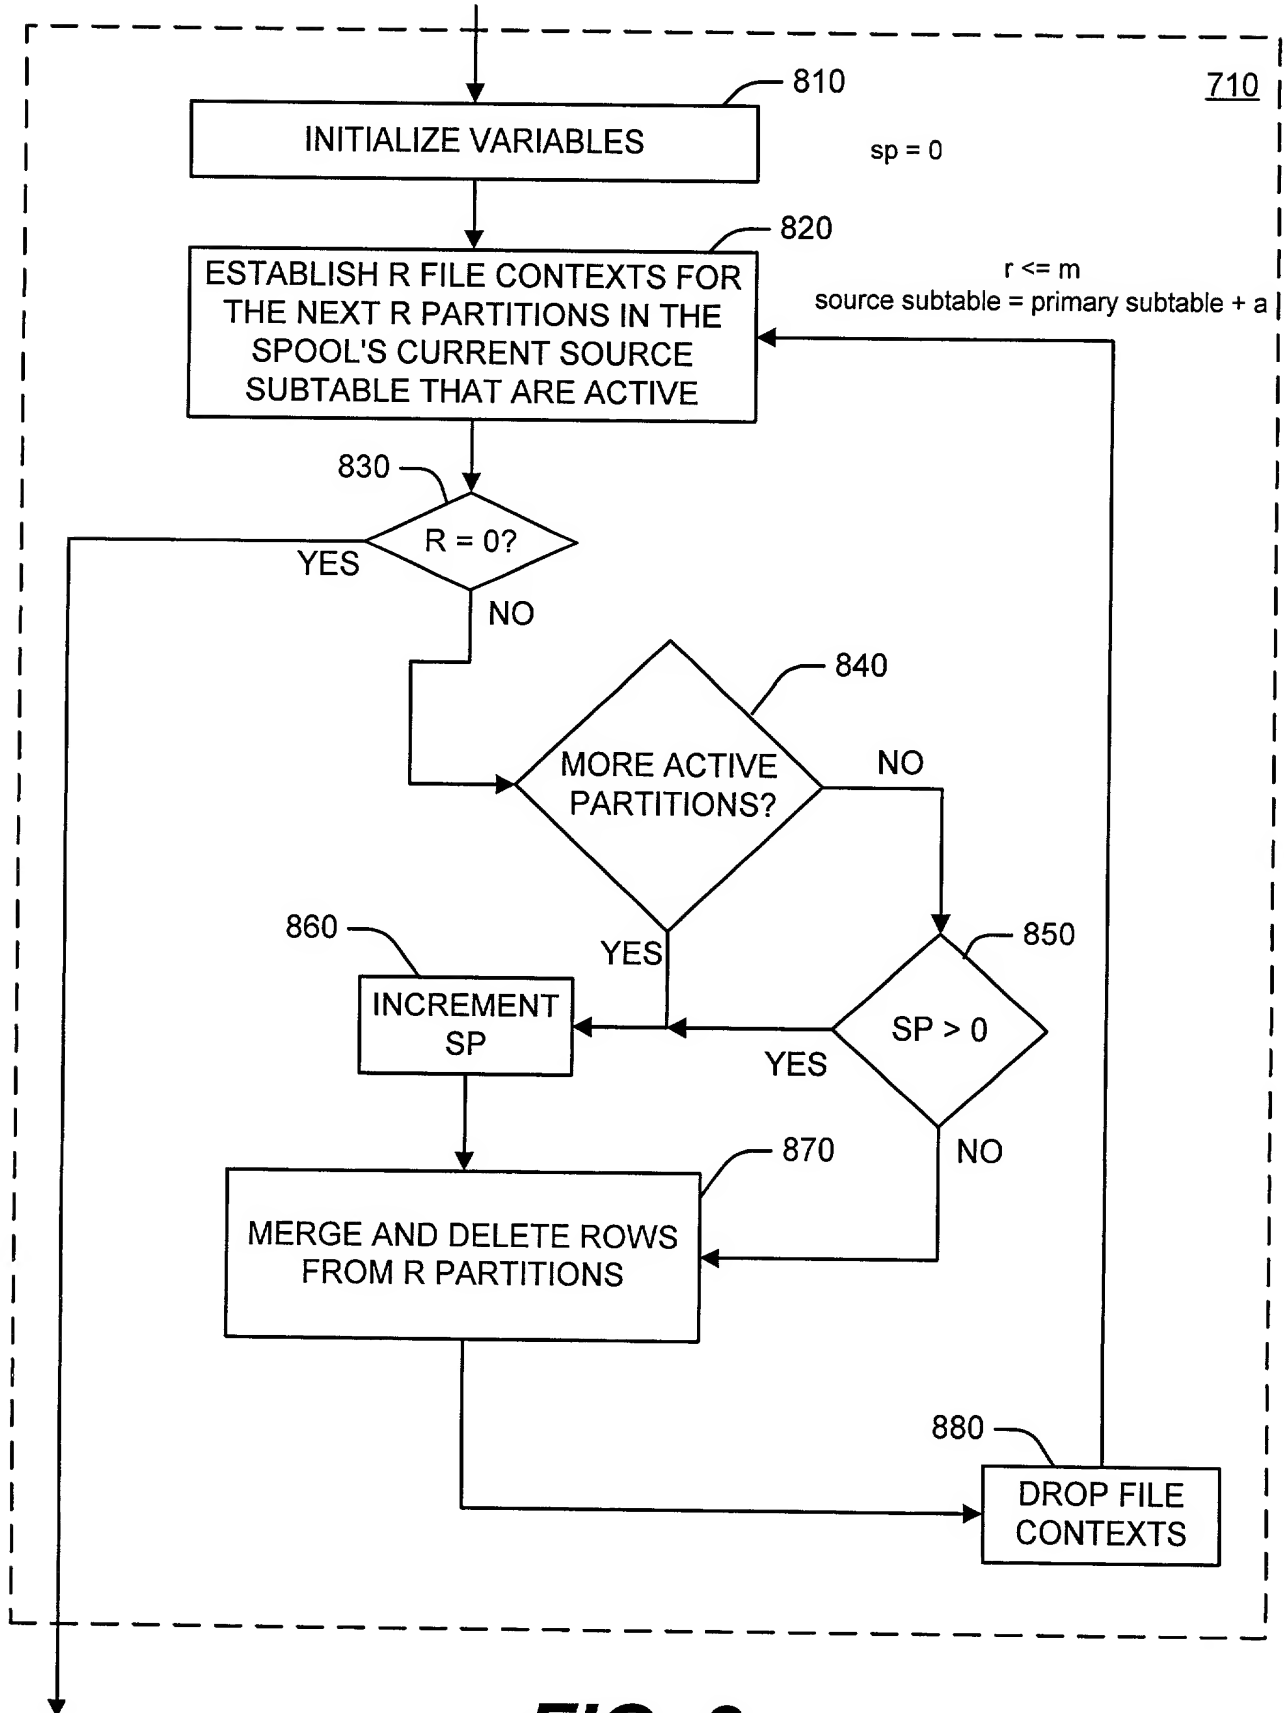 810
710
INITIALIZE VARIABLES
sp = 0
820
ESTABLISH R FILE CONTEXTS FOR
THE NEXT R PARTITIONS IN THE
SPOOL'S CURRENT SOURCE
SUBTABLE THAT ARE ACTIVE
r <= m
source subtable = primary subtable + a
830
R = 0?
YES
NO
840
MORE ACTIVE
PARTITIONS?
NO
YES
850
SP > 0
YES
NO
860
INCREMENT
SP
870
MERGE AND DELETE ROWS
FROM R PARTITIONS
880
DROP FILE
CONTEXTS
FIG.